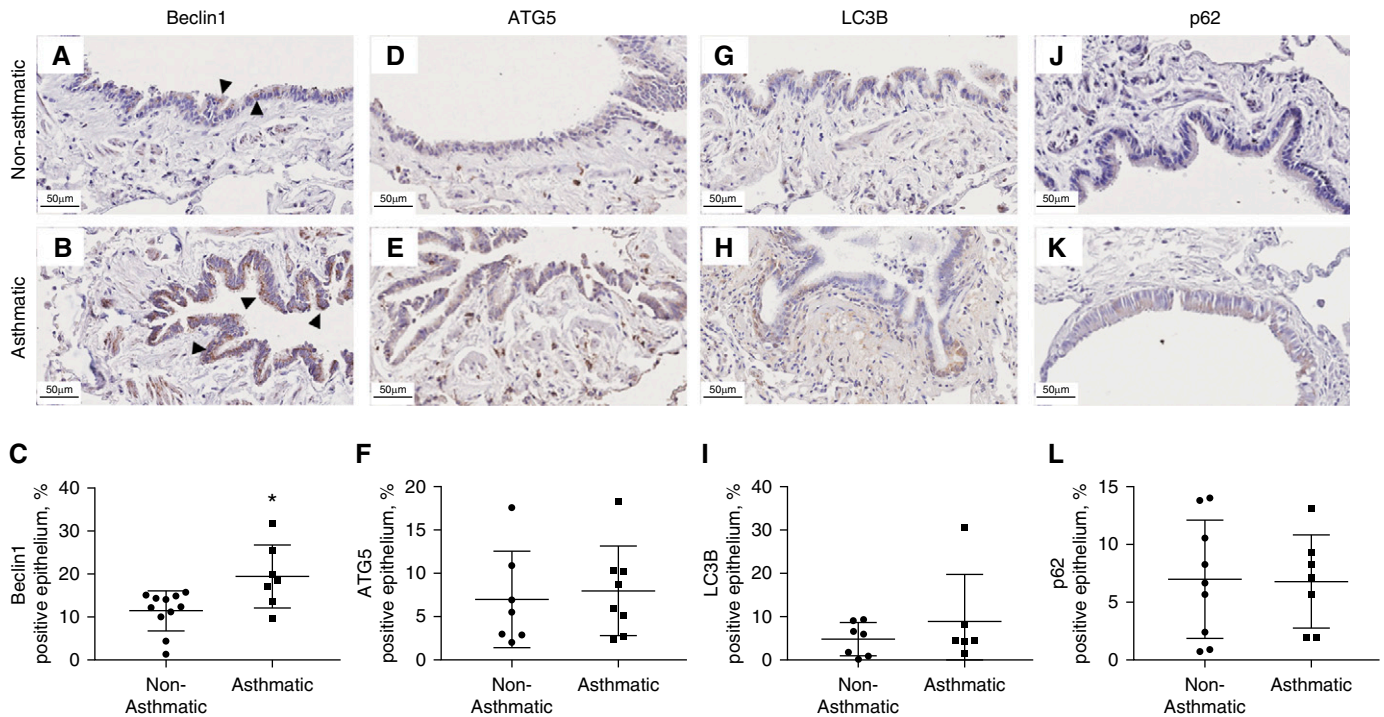 Beclin1 ATG5 LC3B p62
Non-asthmatic
A D G J
50μm 50μm 50μm 50μm
Asthmatic
B E H K
50μm 50μm 50μm 50μm
C
Beclin1
positive epithelium, %
40
30
20
10
0
*
Non-
Asthmatic
Asthmatic
F
ATG5
positive epithelium, %
20
15
10
5
0
Non-
Asthmatic
Asthmatic
I
LC3B
positive epithelium, %
40
30
20
10
0
Non-
Asthmatic
Asthmatic
L
p62
positive epithelium, %
15
10
5
0
Non-
Asthmatic
Asthmatic